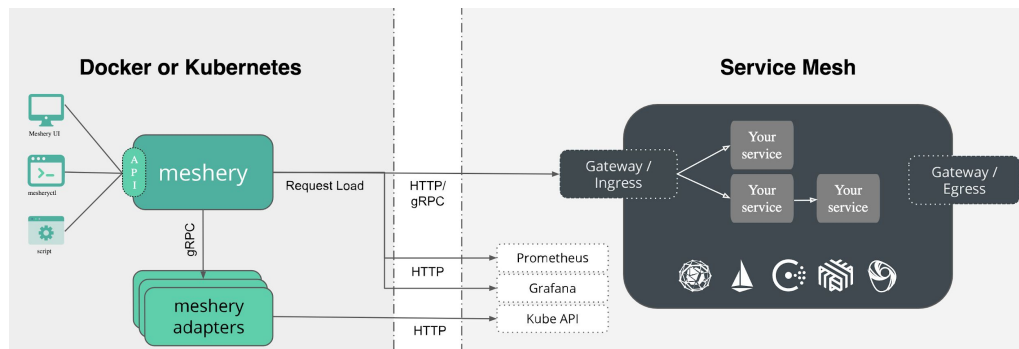 Docker or Kubernetes
Service Mesh
Meshery UI
mesheryctl
script
API
meshery
Request Load
HTTP/
gRPC
gRPC
meshery
adapters
HTTP
HTTP
Prometheus
Grafana
Kube API
Gateway /
Ingress
Your
service
Your
service
Your
service
Gateway /
Egress